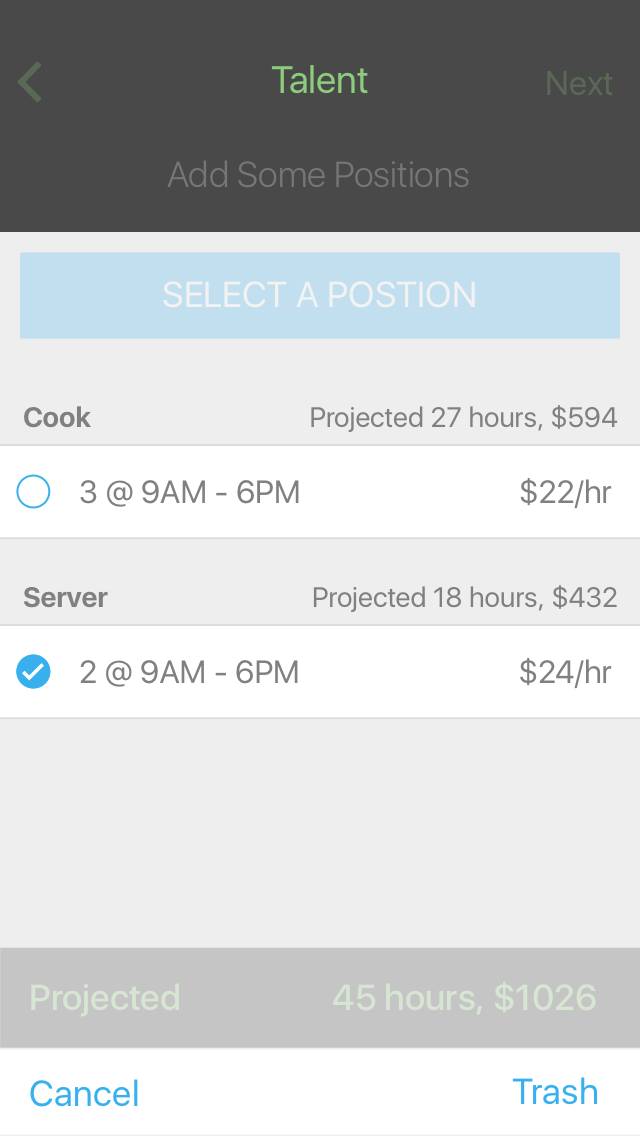 Talent
Next
Add Some Positions
SELECT A POSTION
Cook Projected 27 hours, $594
3 @ 9AM - 6PM $22/hr
Server Projected 18 hours, $432
2 @ 9AM - 6PM $24/hr
Projected 45 hours, $1026
Cancel Trash